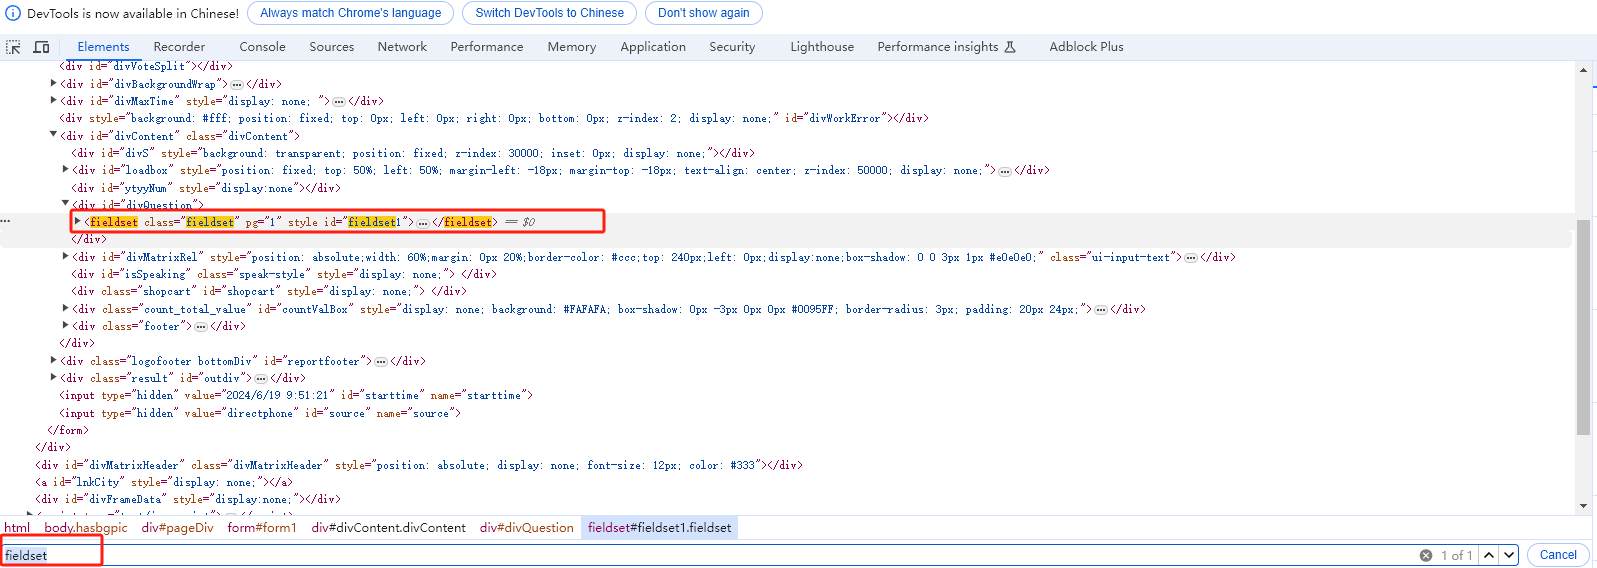 DevTools is now available in Chinese! Always match Chrome's language Switch DevTools to Chinese Don't show again
Elements Recorder Console Sources Network Performance Memory Application Security Lighthouse Performance insights Adblock Plus
<div id="divVoteSplit"></div>
<div id="divBackgroundWrap">…</div>
<div id="divMaxTime" style="display: none; ">…</div>
<div style="background: #fff; position: fixed; top: 0px; left: 0px; right: 0px; bottom: 0px; z-index: 2; display: none;" id="divWorkError"></div>
<div id="divContent" class="divContent">
<div id="divS" style="background: transparent; position: fixed; z-index: 30000; inset: 0px; display: none;"></div>
<div id="loadbox" style="position: fixed; top: 50%; left: 50%; margin-left: -18px; margin-top: -18px; text-align: center; z-index: 50000; display: none;">…</div>
<div id="ytyyNum" style="display:none"></div>
<div id="divQuestion">
… <fieldset class="fieldset" pg="1" style id="fieldset1">…</fieldset> == $0
</div>
<div id="divMatrixRel" style="position: absolute;width: 60%;margin: 0px 20%;border-color: #ccc;top: 240px;left: 0px;display:none;box-shadow: 0 0 3px 1px #e0e0e0;" class="ui-input-text">…</div>
<div id="isSpeaking" class="speak-style" style="display: none;"> </div>
<div class="shopcart" id="shopcart" style="display: none;"> </div>
<div class="count_total_value" id="countValBox" style="display: none; background: #FAFAFA; box-shadow: 0px -3px 0px 0px #0095FF; border-radius: 3px; padding: 20px 24px;">…</div>
<div class="footer">…</div>
</div>
<div class="logofooter bottomDiv" id="reportfooter">…</div>
<div class="result" id="outdiv">…</div>
<input type="hidden" value="2024/6/19 9:51:21" id="starttime" name="starttime">
<input type="hidden" value="directphone" id="source" name="source">
</form>
</div>
<div id="divMatrixHeader" class="divMatrixHeader" style="position: absolute; display: none; font-size: 12px; color: #333"></div>
<a id="lnkCity" style="display: none;"></a>
<div id="divFrameData" style="display:none;"></div>
html body.hasbgpic div#pageDiv form#form1 div#divContent.divContent div#divQuestion fieldset#fieldset1.fieldset
fieldset 1 of 1 Cancel